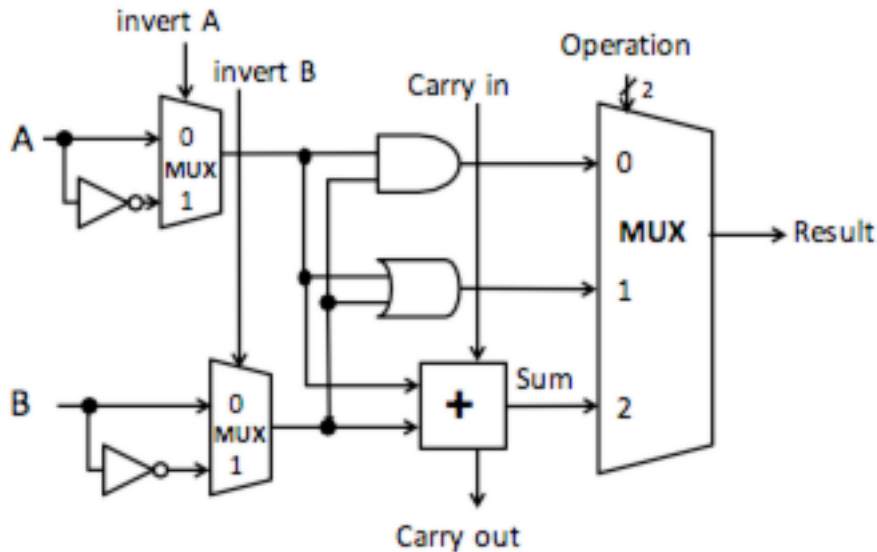 invert A
invert B
Operation
2
Carry in
A
0
MUX
1
0
MUX
Result
1
B
0
MUX
1
+
Sum
2
Carry out